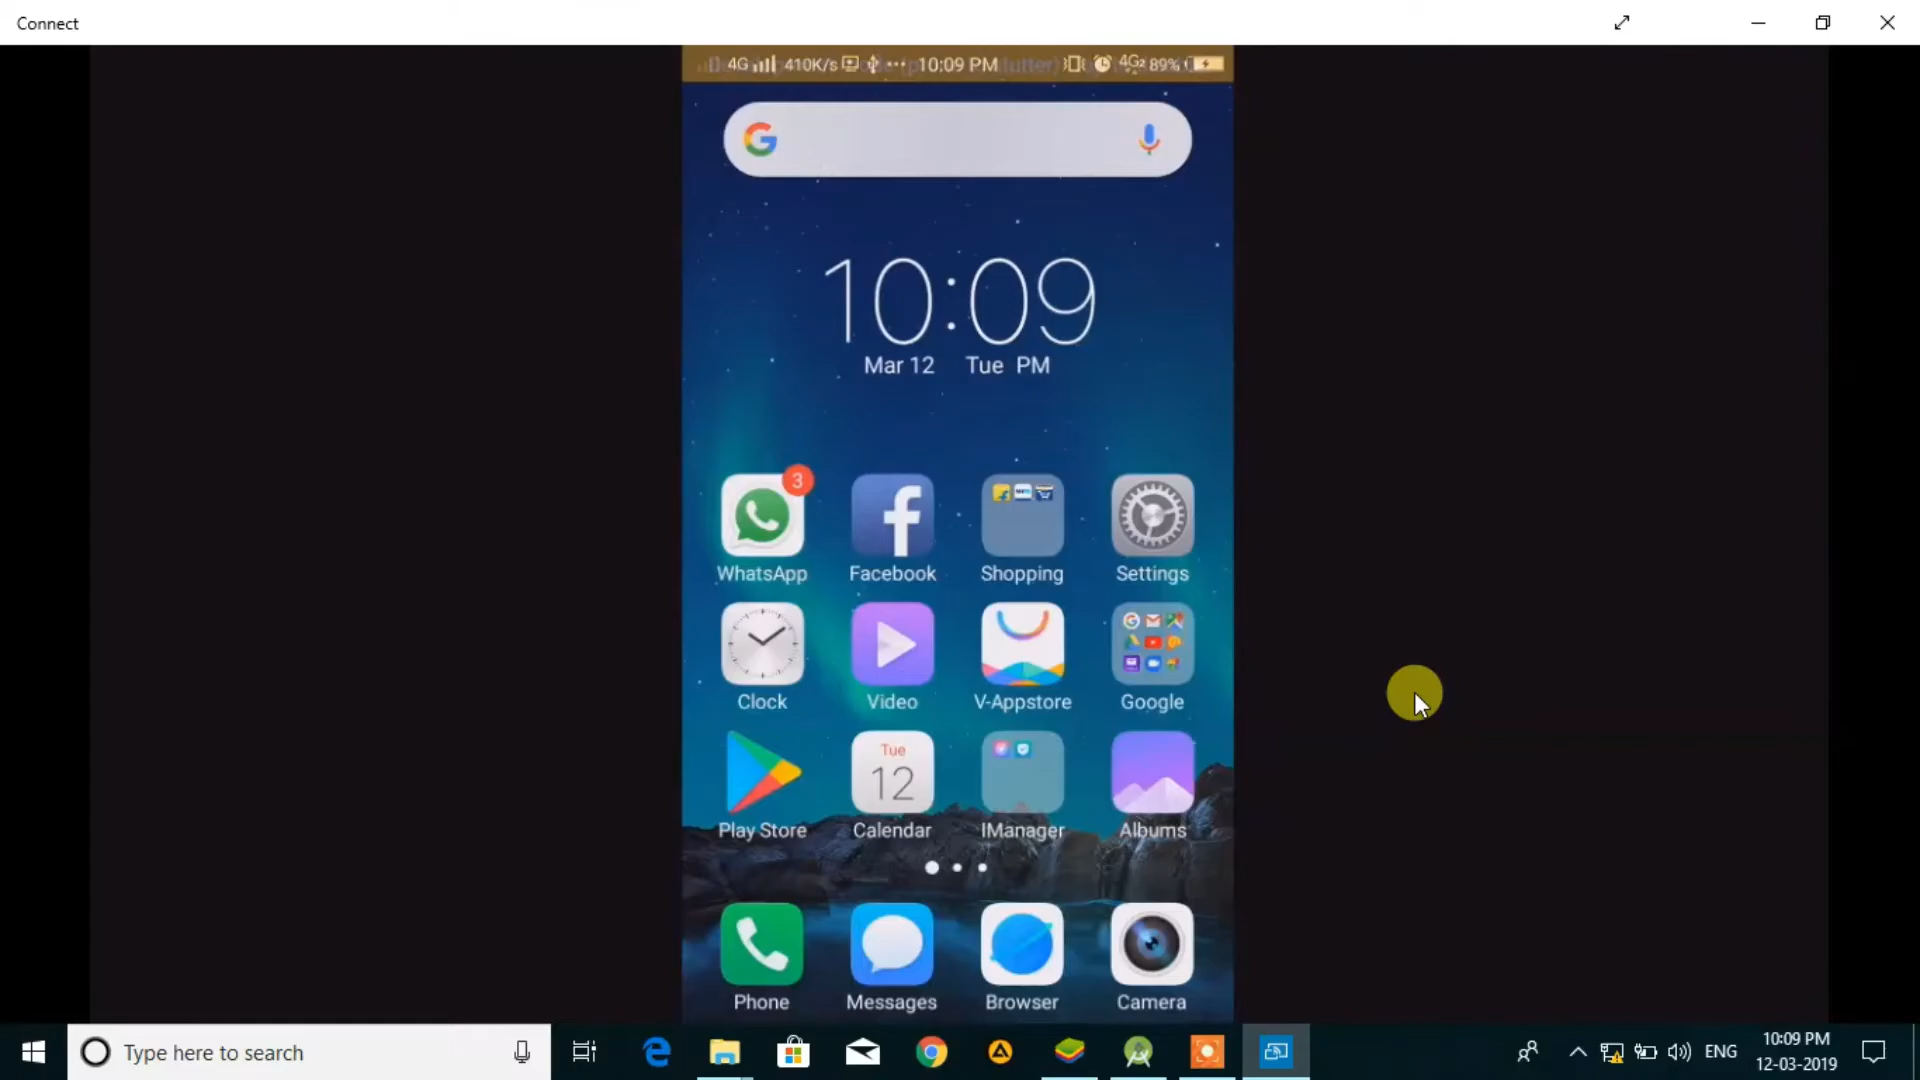 Connect
4G 410K/s ··· 10:09 PM 4G2 89%
10:09
Mar 12 Tue PM
3
WhatsApp Facebook Shopping Settings
Clock Video V-Appstore Google
Tue
12
Play Store Calendar IManager Albums
Phone Messages Browser Camera
Type here to search
ENG
10:09 PM
12-03-2019